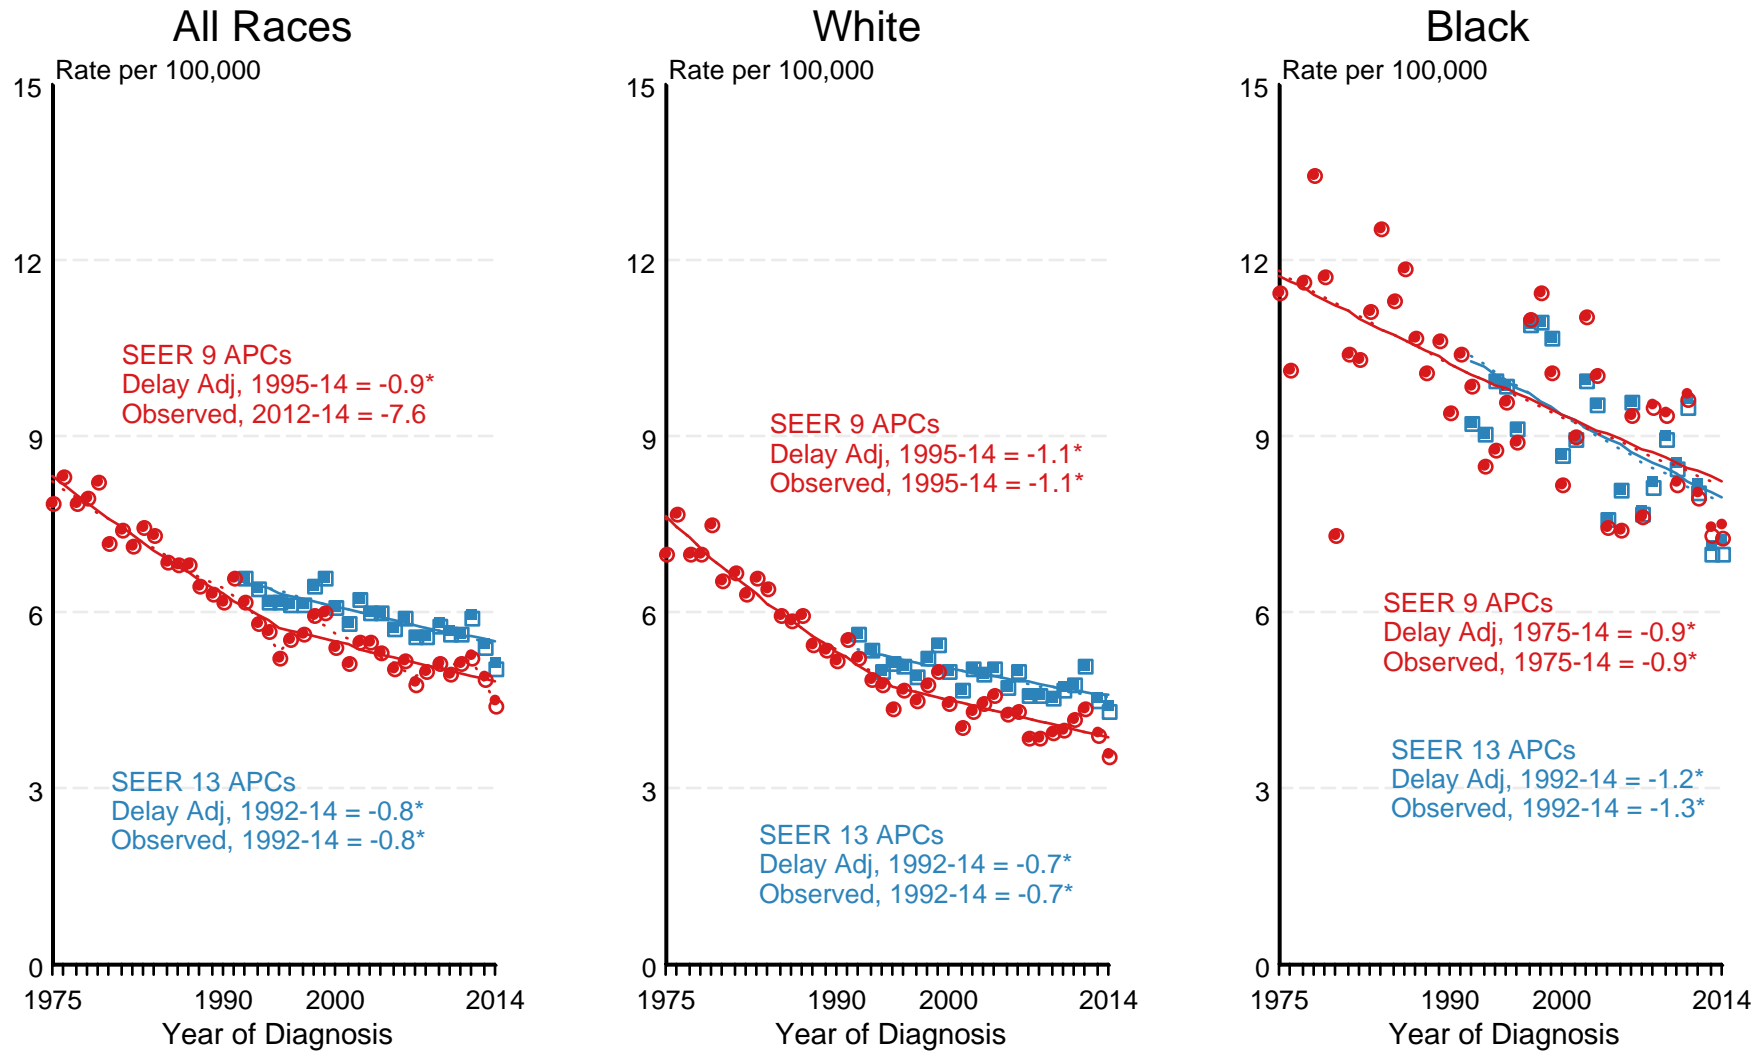 All Races
Rate per 100,000
15
12
9
6
3
0
SEER 9 APCs
Delay Adj, 1995-14 = -0.9*
Observed, 2012-14 = -7.6
SEER 13 APCs
Delay Adj, 1992-14 = -0.8*
Observed, 1992-14 = -0.8*
1975 1990 2000 2014
Year of Diagnosis
White
Rate per 100,000
15
12
9
6
3
0
SEER 9 APCs
Delay Adj, 1995-14 = -1.1*
Observed, 1995-14 = -1.1*
SEER 13 APCs
Delay Adj, 1992-14 = -0.7*
Observed, 1992-14 = -0.7*
1975 1990 2000 2014
Year of Diagnosis
Black
Rate per 100,000
15
12
9
6
3
0
SEER 9 APCs
Delay Adj, 1975-14 = -0.9*
Observed, 1975-14 = -0.9*
SEER 13 APCs
Delay Adj, 1992-14 = -1.2*
Observed, 1992-14 = -1.3*
1975 1990 2000 2014
Year of Diagnosis